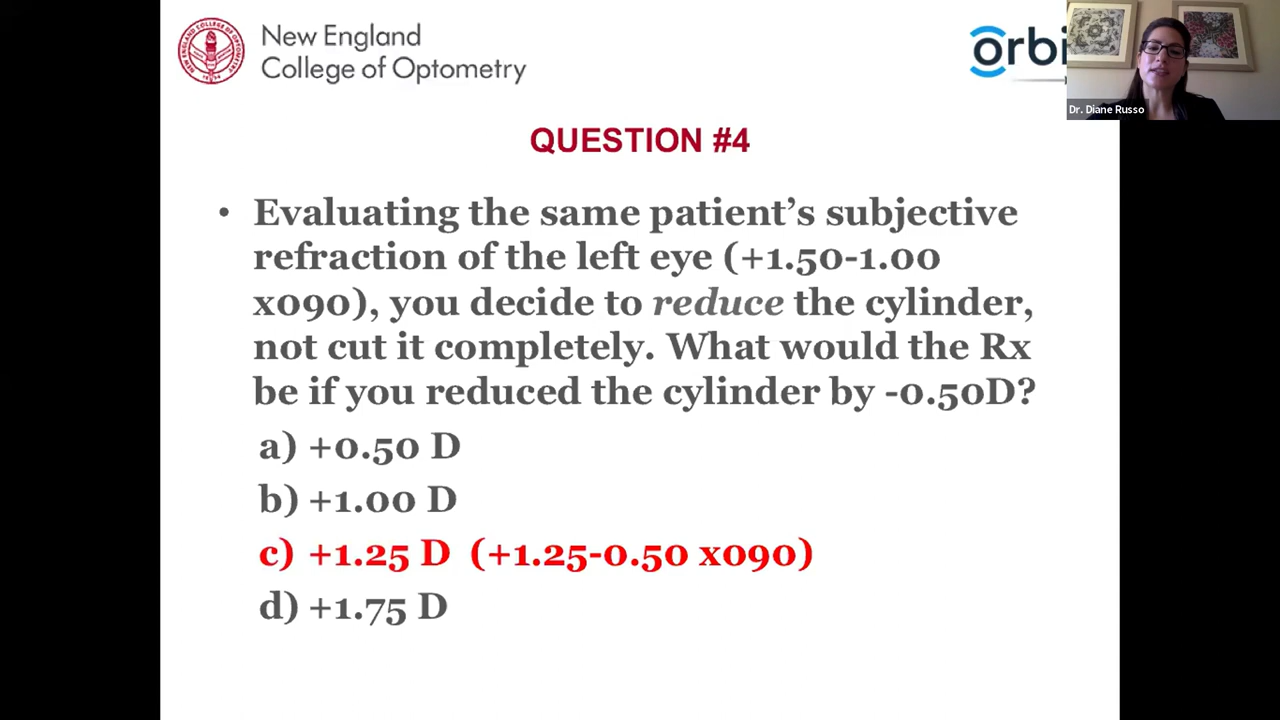 New England
College of Optometry
orbi
Dr. Diane Russo
QUESTION #4
• Evaluating the same patient's subjective
refraction of the left eye (+1.50-1.00
x090), you decide to reduce the cylinder,
not cut it completely. What would the Rx
be if you reduced the cylinder by -0.50D?
a) +0.50 D
b) +1.00 D
c) +1.25 D (+1.25-0.50 x090)
d) +1.75 D